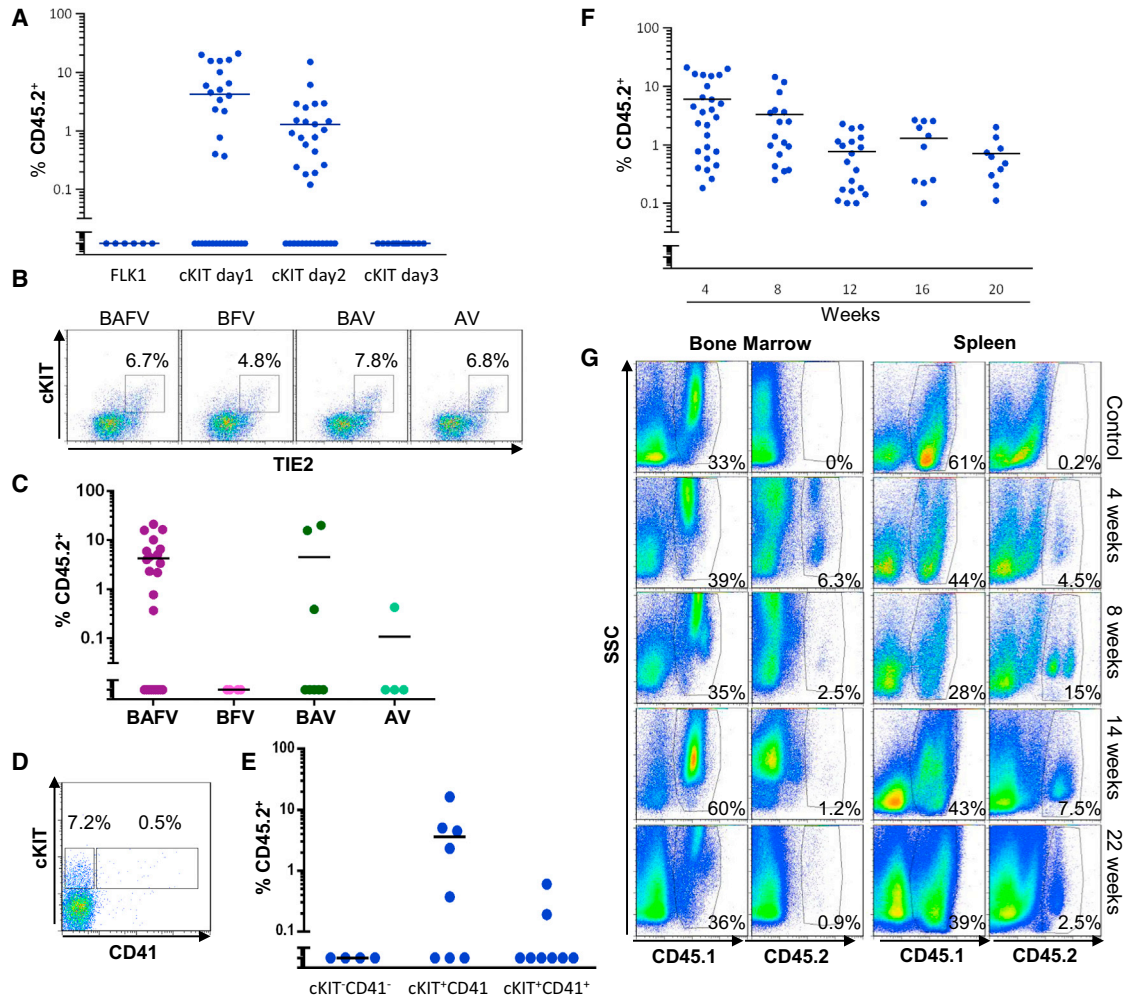 A
100
10
1
0.1
% CD45.2+
FLK1 cKIT day1 cKIT day2 cKIT day3
B
BAFV BFV BAV AV
6.7% 4.8% 7.8% 6.8%
cKIT
TIE2
C
100
10
1
0.1
% CD45.2+
BAFV BFV BAV AV
D
7.2% 0.5%
cKIT
CD41
E
100
10
1
0.1
% CD45.2+
cKIT-CD41- cKIT+CD41 cKIT+CD41+
F
100
10
1
0.1
% CD45.2+
4 8 12 16 20
Weeks
G
Bone Marrow Spleen
33% 0% 61% 0.2%
Control
39% 6.3% 44% 4.5%
4 weeks
35% 2.5% 28% 15%
8 weeks
60% 1.2% 43% 7.5%
14 weeks
36% 0.9% 39% 2.5%
22 weeks
SSC
CD45.1 CD45.2 CD45.1 CD45.2